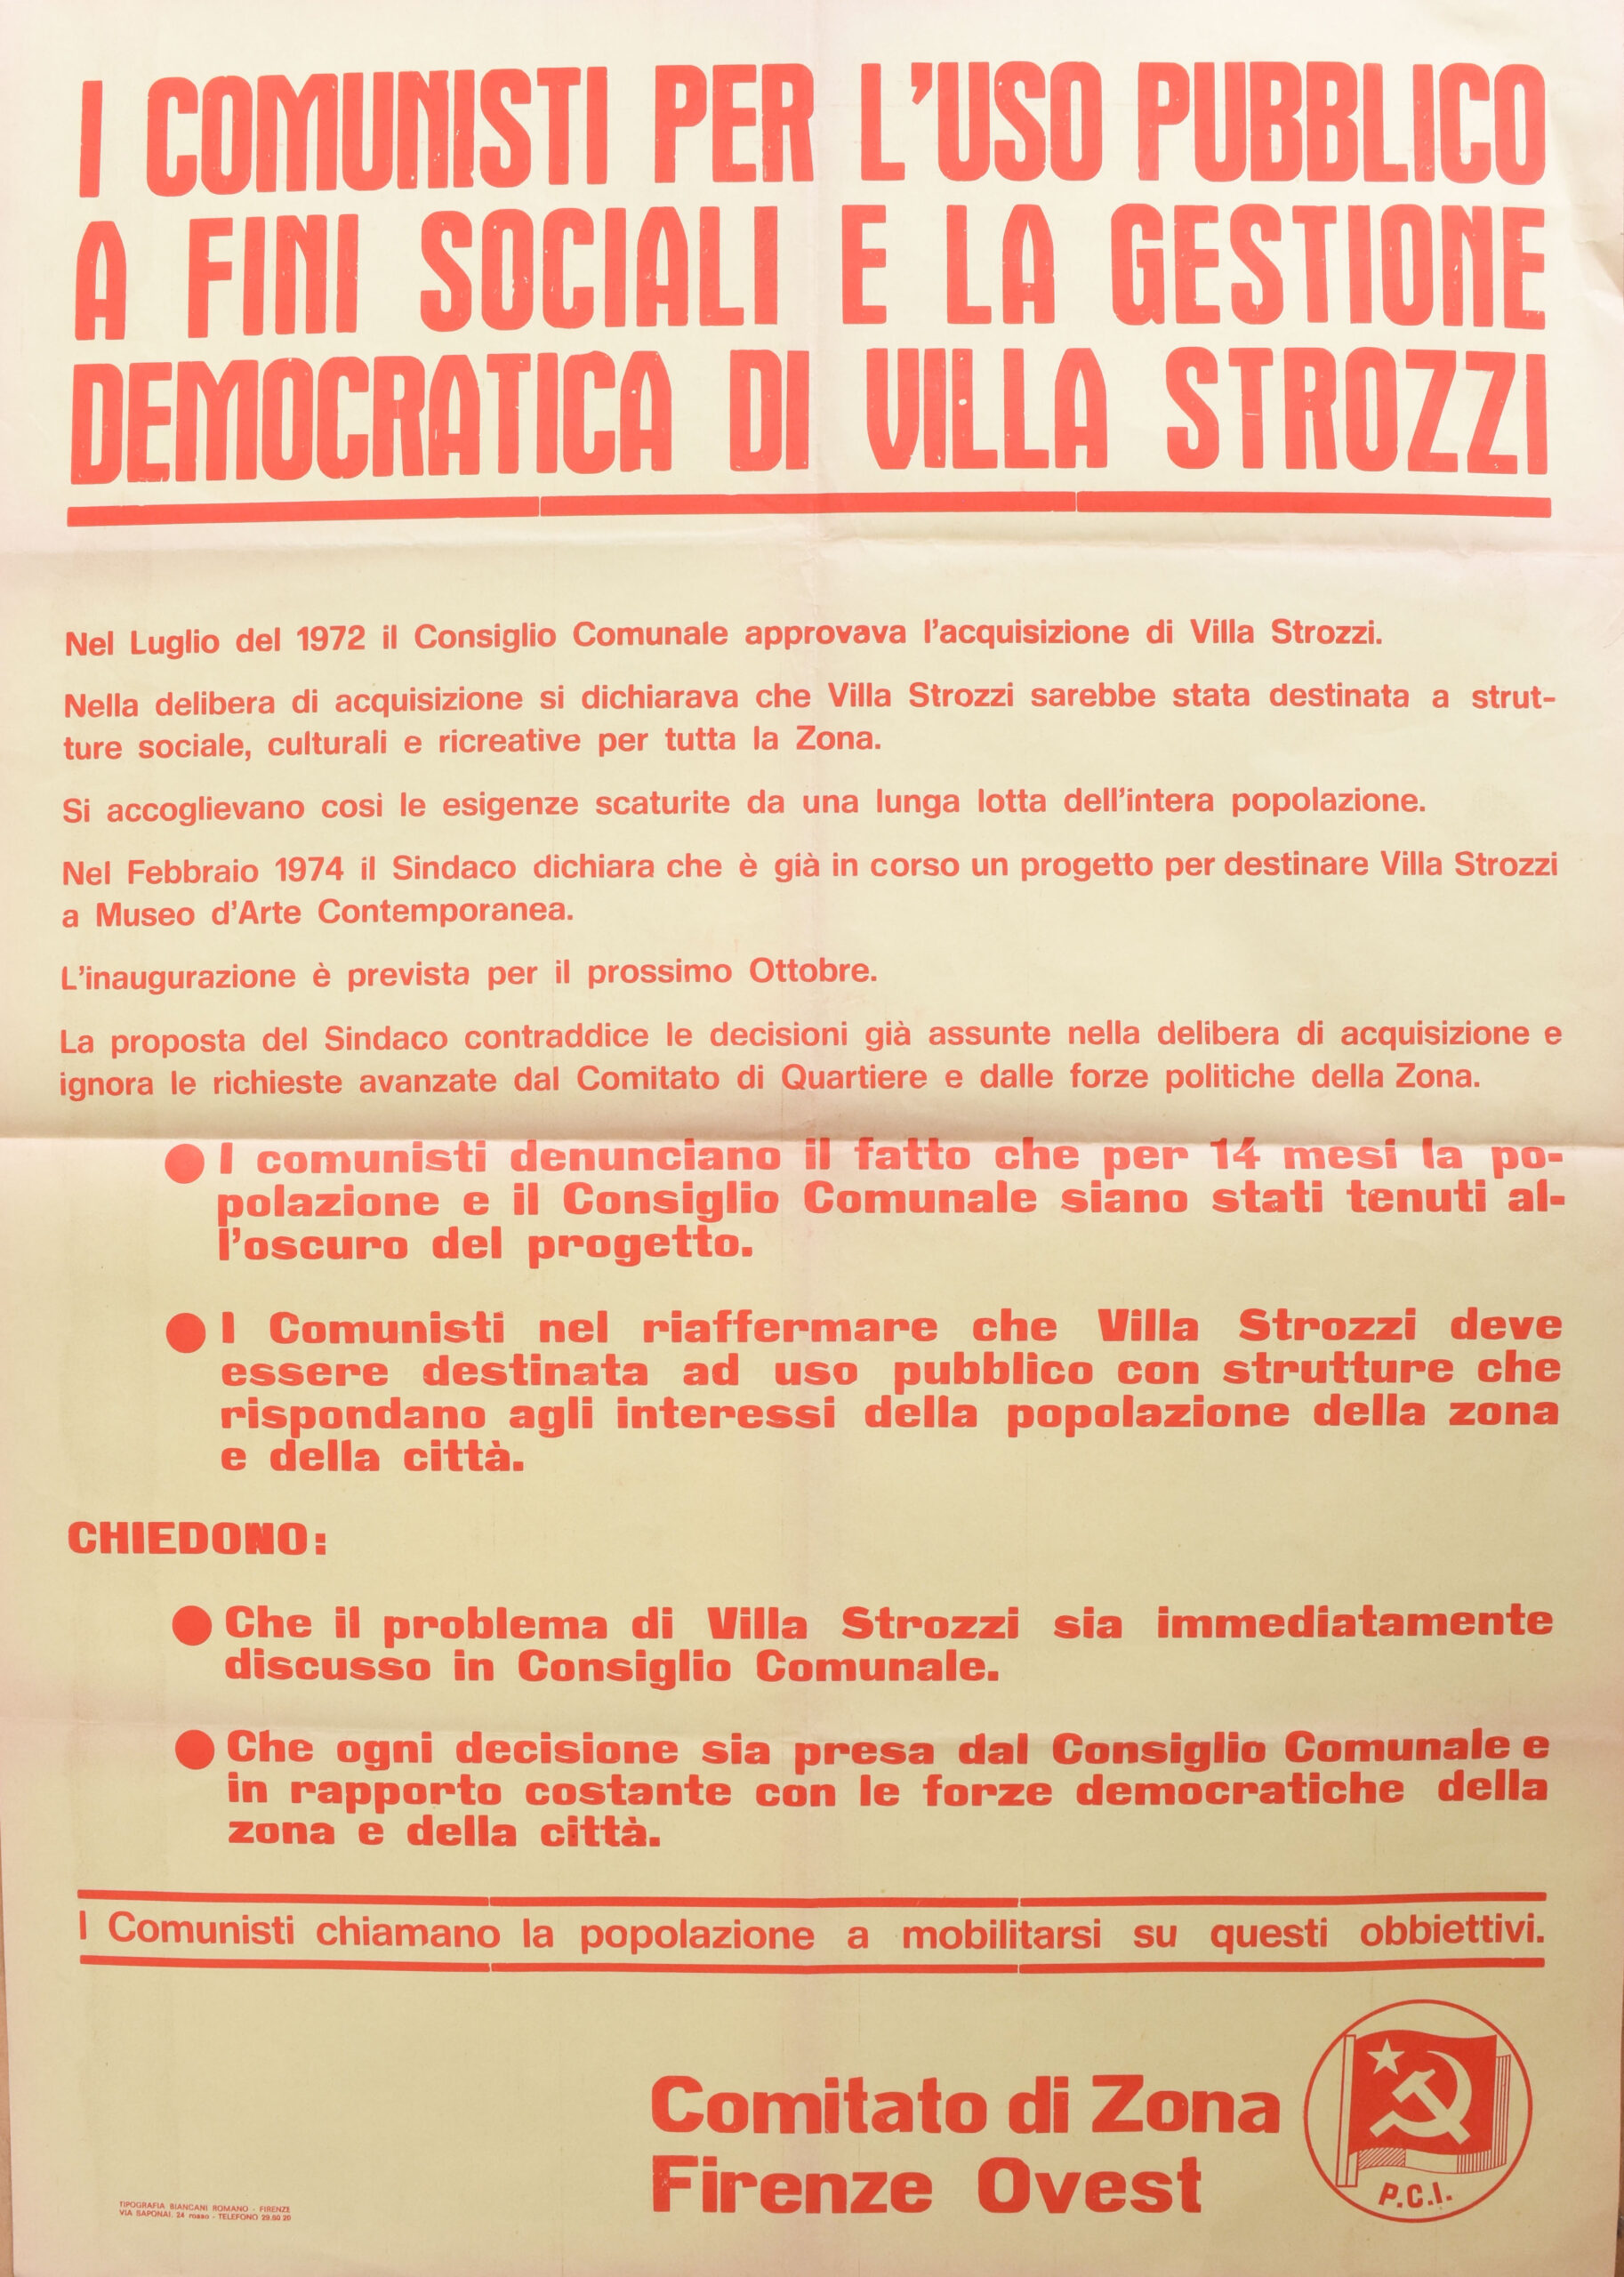 I COMUNISTI PER L'USO PUBBLICO
A FINI SOCIALI E LA GESTIONE
DEMOCRATICA DI VILLA STROZZI
Nel Luglio del 1972 il Consiglio Comunale approvava l'acquisizione di Villa Strozzi.
Nella delibera di acquisizione si dichiarava che Villa Strozzi sarebbe stata destinata a strut-
ture sociale, culturali e ricreative per tutta la Zona.
Si accoglievano così le esigenze scaturite da una lunga lotta dell'intera popolazione.
Nel Febbraio 1974 il Sindaco dichiara che è già in corso un progetto per destinare Villa Strozzi
a Museo d'Arte Contemporanea.
L'inaugurazione è prevista per il prossimo Ottobre.
La proposta del Sindaco contraddice le decisioni già assunte nella delibera di acquisizione e
ignora le richieste avanzate dal Comitato di Quartiere e dalle forze politiche della Zona.
● I comunisti denunciano il fatto che per 14 mesi la po-
polazione e il Consiglio Comunale siano stati tenuti al-
l'oscuro del progetto.
● I Comunisti nel riaffermare che Villa Strozzi deve
essere destinata ad uso pubblico con strutture che
rispondano agli interessi della popolazione della zona
e della città.
CHIEDONO:
● Che il problema di Villa Strozzi sia immediatamente
discusso in Consiglio Comunale.
● Che ogni decisione sia presa dal Consiglio Comunale e
in rapporto costante con le forze democratiche della
zona e della città.
I Comunisti chiamano la popolazione a mobilitarsi su questi obbiettivi.
Comitato di Zona
Firenze Ovest
P.C.I.
TIPOGRAFIA BIANCANI ROMANO - FIRENZE
VIA SAPONAI, 24 rosso - TELEFONO 29.60 20